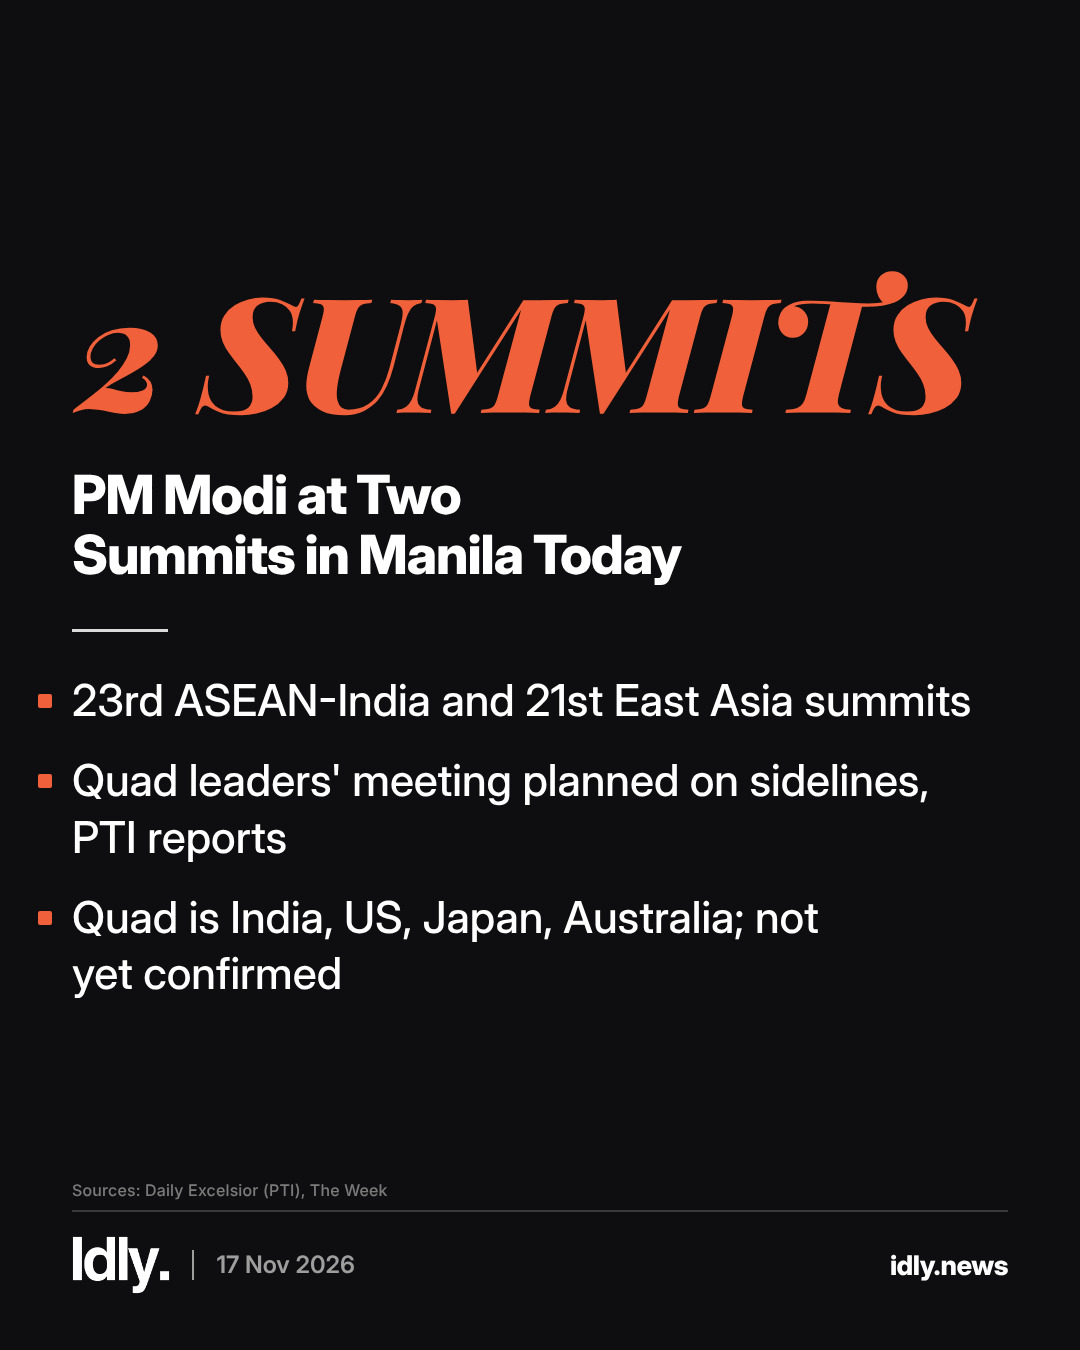 2 SUMMITS
PM Modi at Two
Summits in Manila Today
23rd ASEAN-India and 21st East Asia summits
Quad leaders' meeting planned on sidelines,
PTI reports
Quad is India, US, Japan, Australia; not
yet confirmed
Sources: Daily Excelsior (PTI), The Week
Idly. | 17 Nov 2026
idly.news